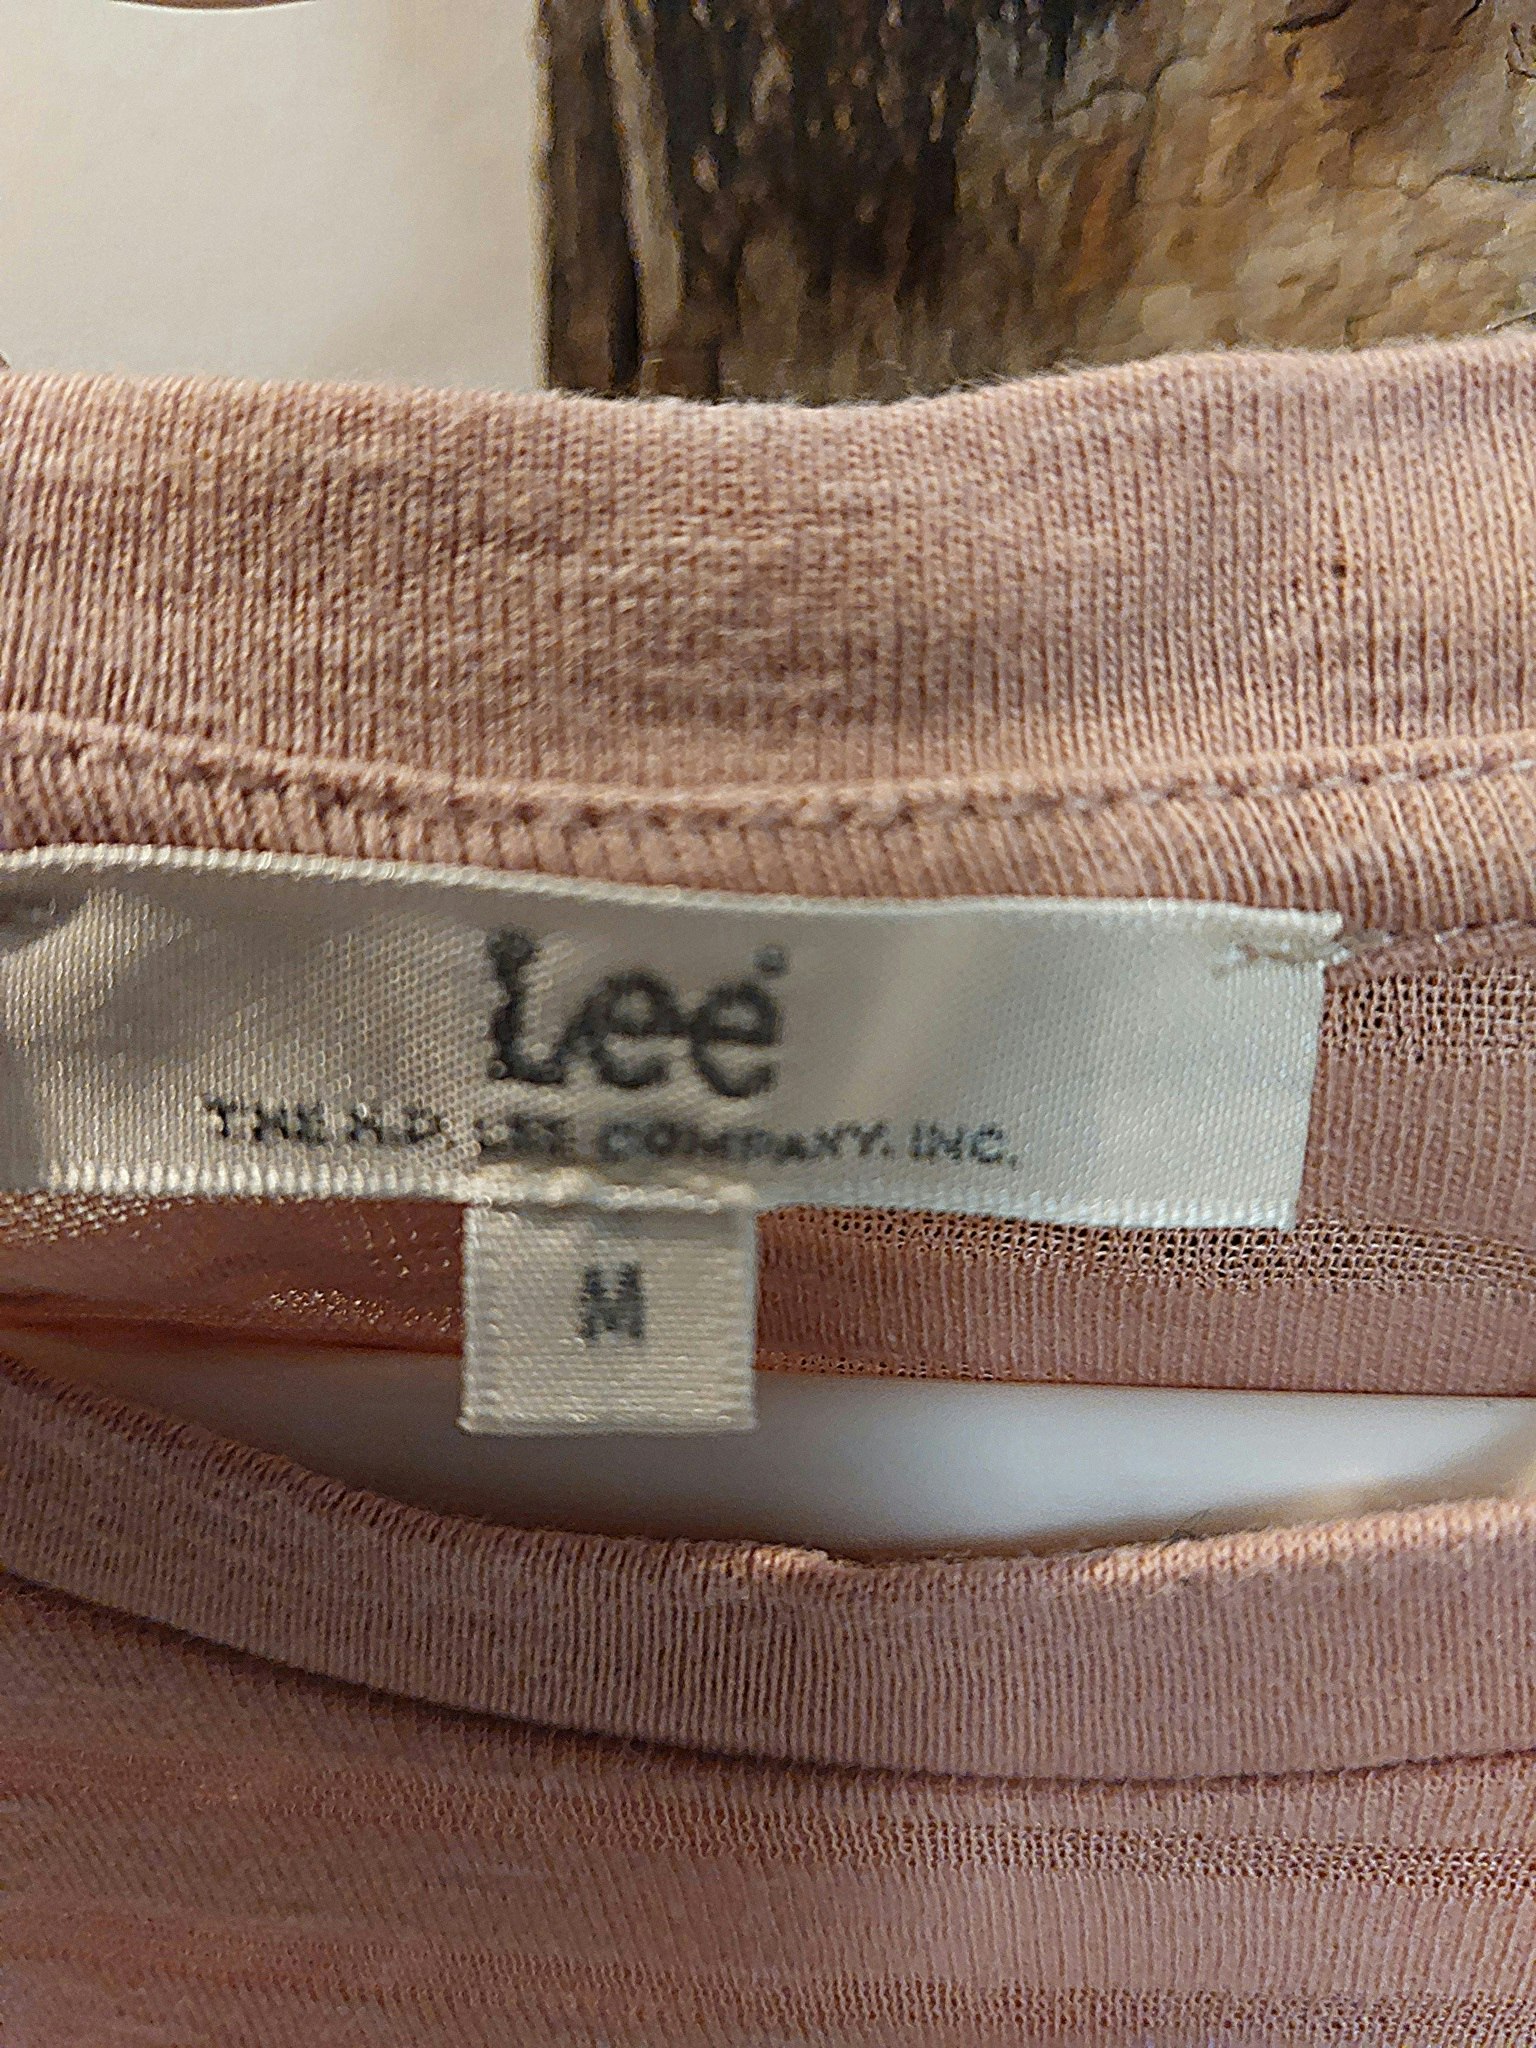 Lee®
THE H.D. LEE COMPANY. INC.
M